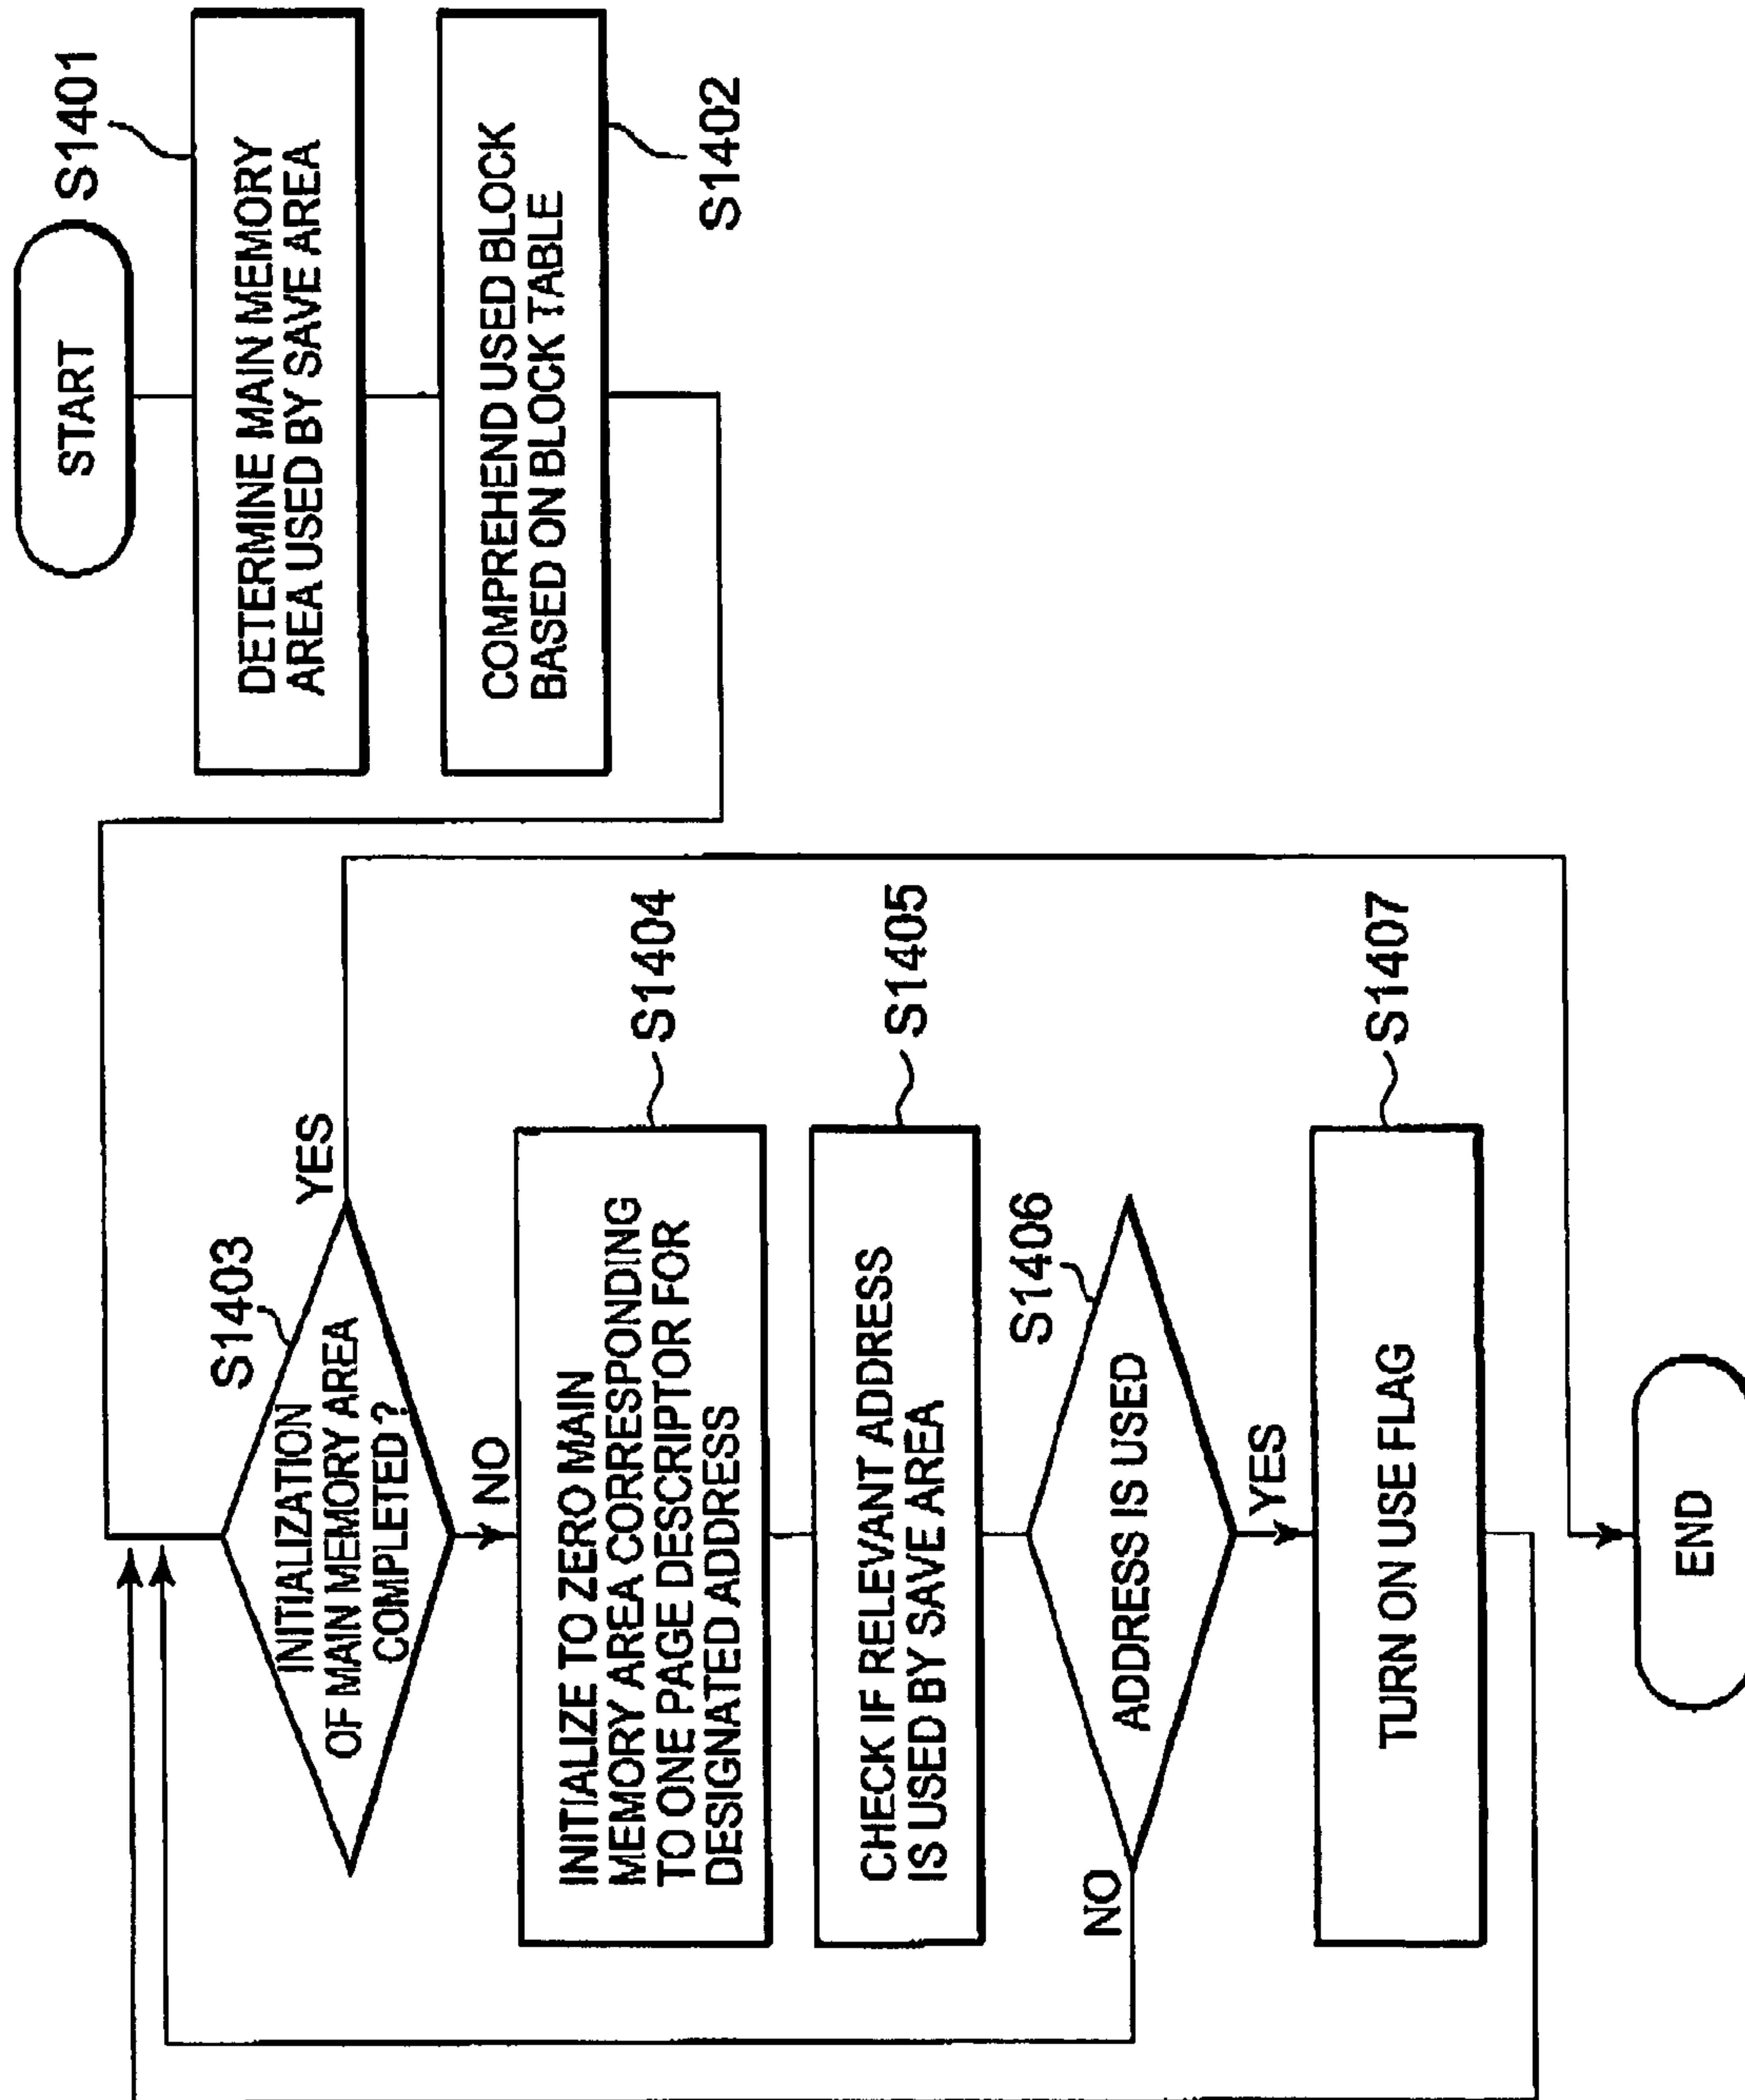 START
S1401
DETERMINE MAIN MEMORY
AREA USED BY SAVE AREA
COMPREHEND USED BLOCK
BASED ON BLOCK TABLE
S1402
S1403
INITIALIZATION
OF MAIN MEMORY AREA
COMPLETED ?
YES
NO
S1404
INITIALIZE TO ZERO MAIN
MEMORY AREA CORRESPONDING
TO ONE PAGE DESCRIPTOR FOR
DESIGNATED ADDRESS
S1405
CHECK IF RELEVANT ADDRESS
IS USED BY SAVE AREA
S1406
ADDRESS IS USED
NO
YES
S1407
TURN ON USE FLAG
END